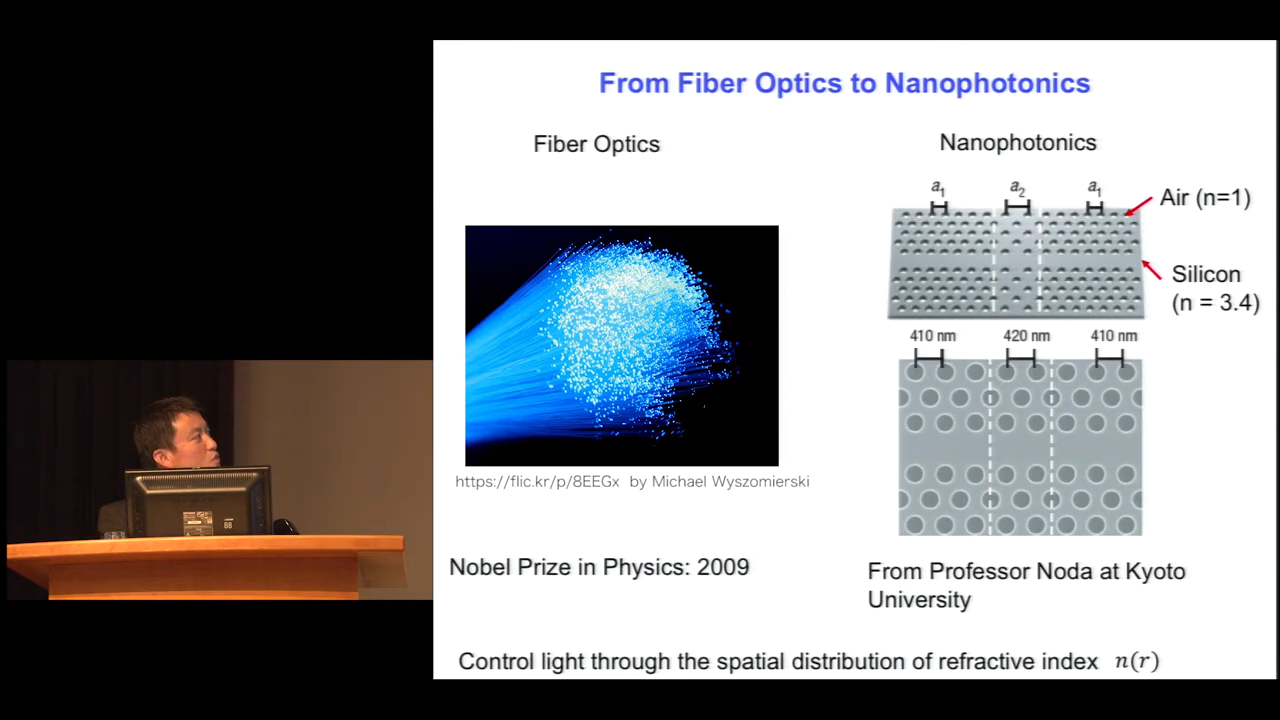 From Fiber Optics to Nanophotonics
Fiber Optics
Nanophotonics
a1
a2
a1
Air (n=1)
Silicon
(n = 3.4)
410 nm
420 nm
410 nm
https://flic.kr/p/8EEGx by Michael Wyszomierski
Nobel Prize in Physics: 2009
From Professor Noda at Kyoto
University
Control light through the spatial distribution of refractive index n(r)
88